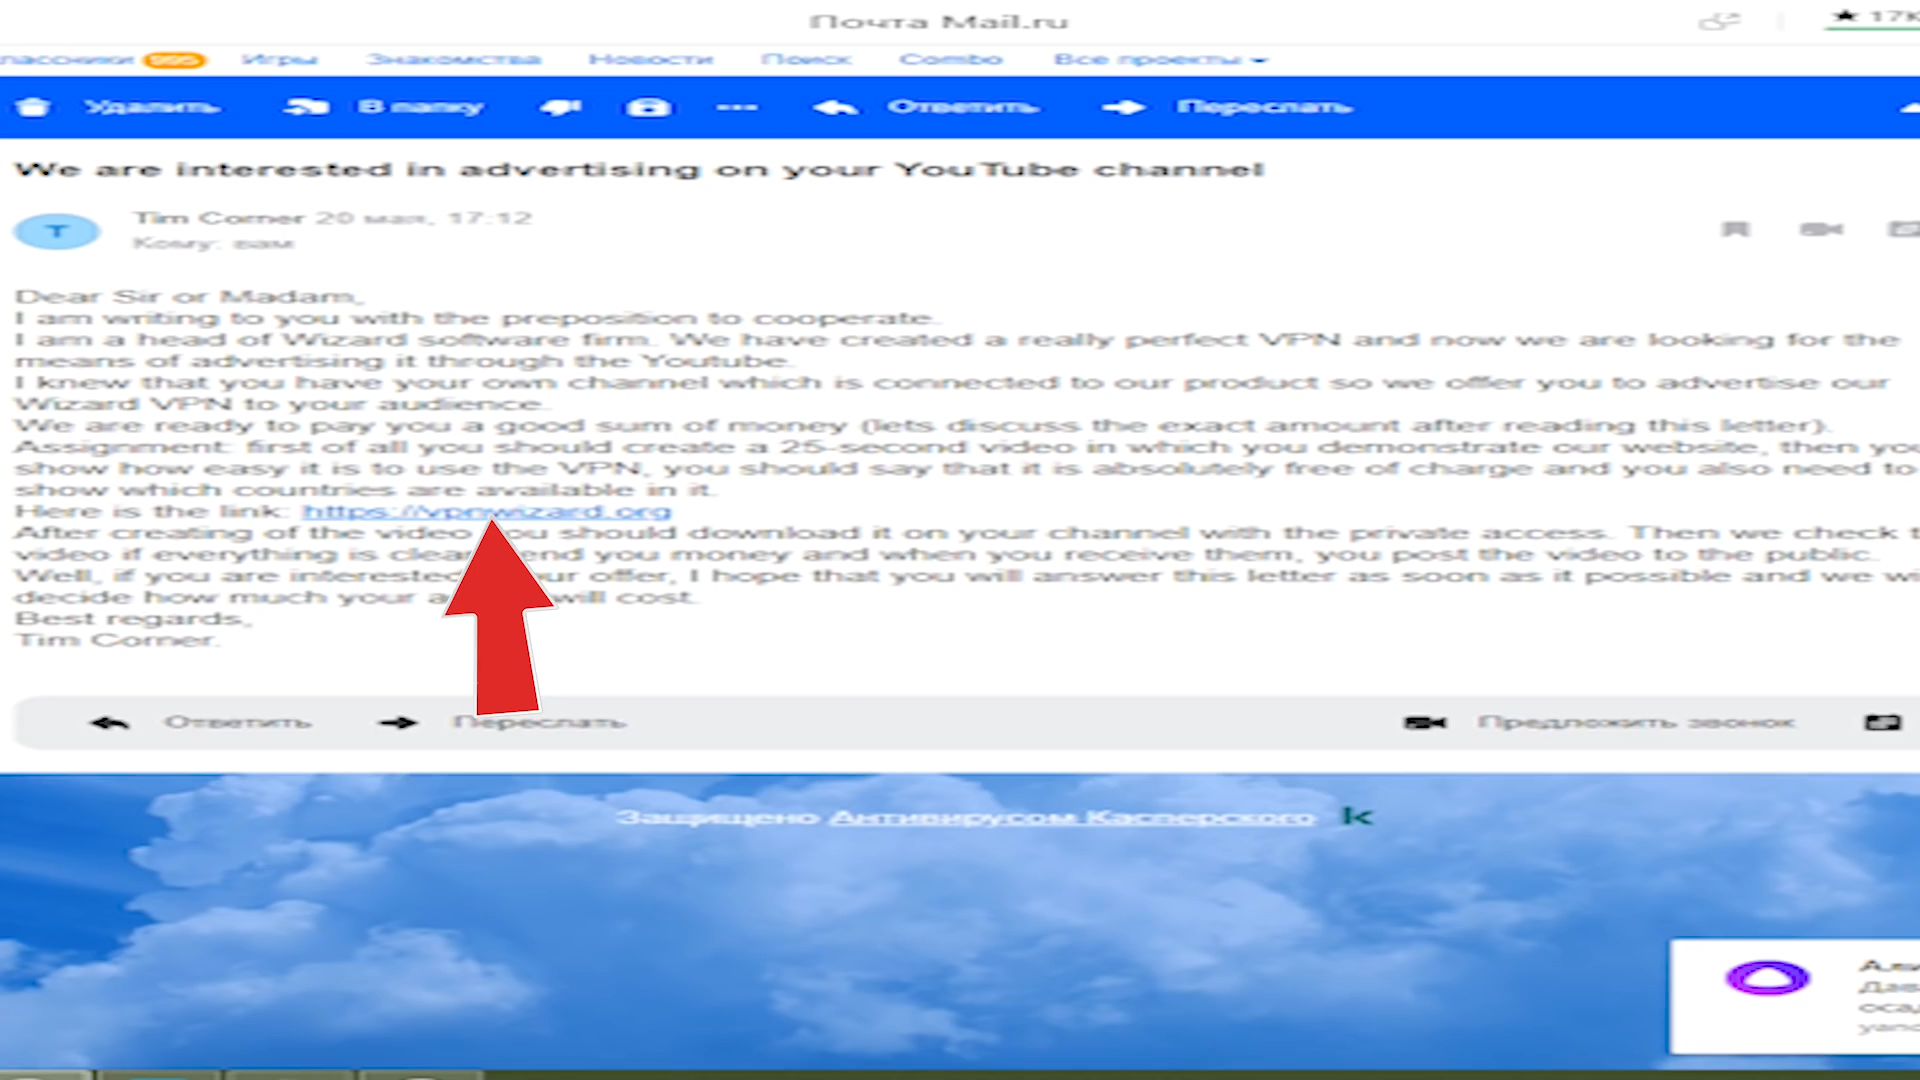 Почта Mail.ru
17K
лассники 995 Игры Знакомства Новости Поиск Combo Все проекты
Удалить В папку Ответить Переслать
We are interested in advertising on your YouTube channel
T
Tim Corner 20 мая, 17:12
Кому: вам
Dear Sir or Madam,
I am writing to you with the preposition to cooperate.
I am a head of Wizard software firm. We have created a really perfect VPN and now we are looking for the
means of advertising it through the Youtube.
I knew that you have your own channel which is connected to our product so we offer you to advertise our
Wizard VPN to your audience.
We are ready to pay you a good sum of money (lets discuss the exact amount after reading this letter).
Assignment: first of all you should create a 25-second video in which you demonstrate our website, then you
show how easy it is to use the VPN, you should say that it is absolutely free of charge and you also need to
show which countries are available in it.
Here is the link: https://vpnwizard.org
After creating of the video you should download it on your channel with the private access. Then we check t
video if everything is clear end you money and when you receive them, you post the video to the public.
Well, if you are interested ur offer, I hope that you will answer this letter as soon as it possible and we wi
decide how much your a will cost.
Best regards,
Tim Corner.
Ответить Переслать Предложить звонок
Защищено Антивирусом Касперского
Али
Дав
осад
yand